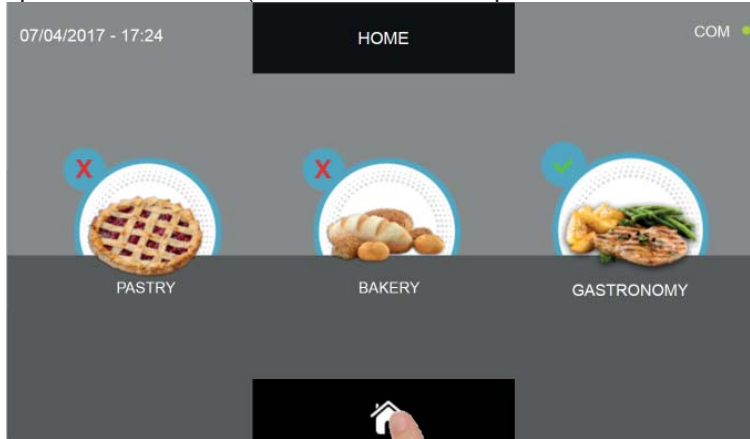 07/04/2017 - 17:24
HOME
COM
X
X
PASTRY
BAKERY
GASTRONOMY